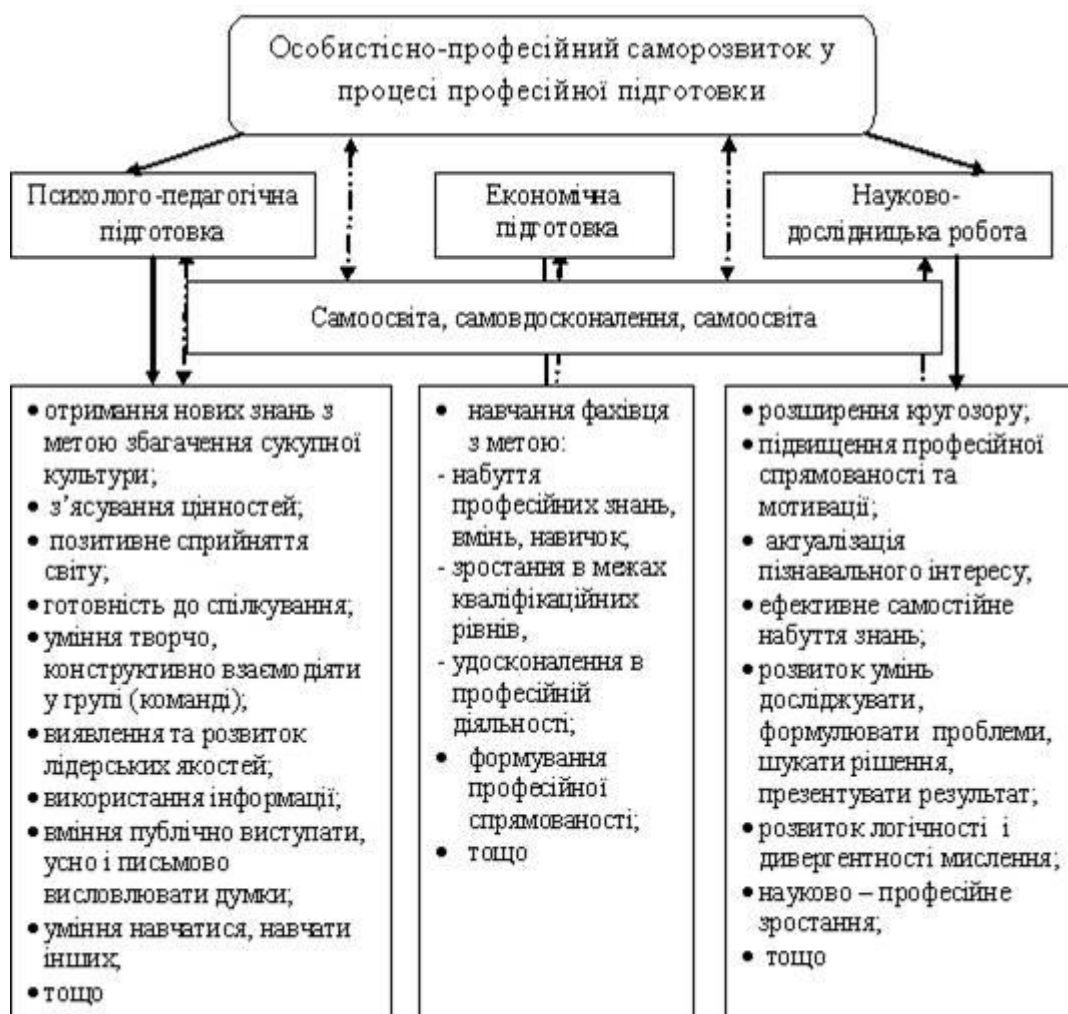 Особистісно-професійний саморозвиток у
процесі професійної підготовки
Психолого-педагогічна
підготовка
Економічна
підготовка
Науково-
дослідницька робота
Самоосвіта, самовдосконалення, самоосвіта
• отримання нових знань з
метою збагачення сукупної
культури;
• з’ясування цінностей;
• позитивне сприйняття
світу;
• готовність до спілкування;
• уміння творчо,
конструктивно взаємодіяти
у групі (команді);
• виявлення та розвиток
лідерських якостей;
• використання інформації;
• вміння публічно виступати,
усно і письмово
висловлювати думки;
• уміння навчатися, навчати
інших;
• тощо
• навчання фахівця
з метою:
- набуття
професійних знань,
вмінь, навичок;
- зростання в межах
кваліфікаційних
рівнів,
- удосконалення в
професійній
діяльності;
• формування
професійної
спрямованості;
• тощо
• розширення кругозору;
• підвищення професійної
спрямованості та
мотивації;
• актуалізація
пізнавального інтересу;
• ефективне самостійне
набуття знань;
• розвиток умінь
досліджувати,
формулювати проблеми,
шукати рішення,
презентувати результат;
• розвиток логічності і
дивергентності мислення;
• науково – професійне
зростання;
• тощо